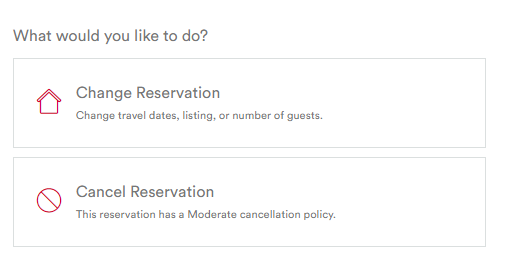 What would you like to do?
Change Reservation
Change travel dates, listing, or number of guests.
Cancel Reservation
This reservation has a Moderate cancellation policy.